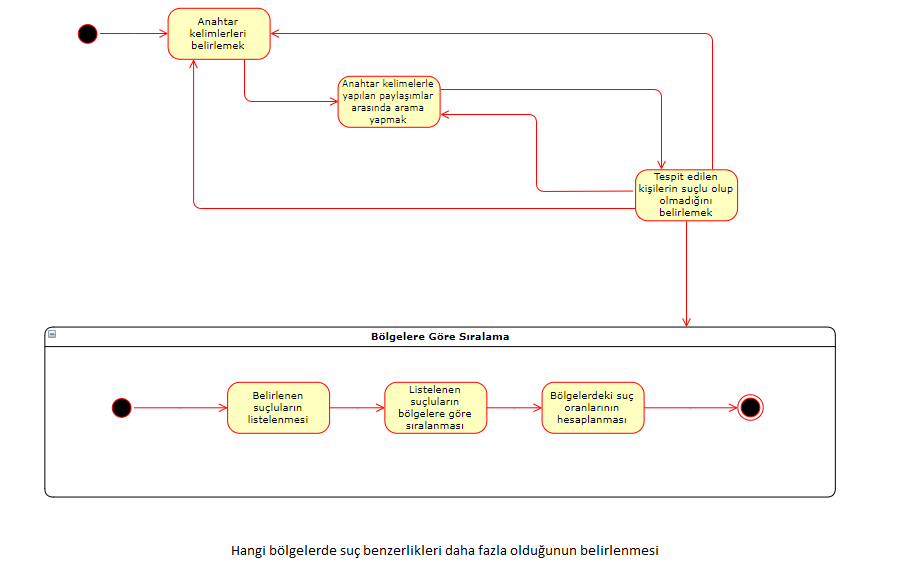 Anahtar
kelimlerleri
belirlemek
Anahtar kelimelerle
yapılan paylaşımlar
arasında arama
yapmak
Tespit edilen
kişilerin suçlu olup
olmadığını
belirlemek
Bölgelere Göre Sıralama
Belirlenen
suçluların
listelenmesi
Listelenen
suçluların
bölgelere göre
sıralanması
Bölgelerdeki suç
oranlarının
hesaplanması
Hangi bölgelerde suç benzerlikleri daha fazla olduğunun belirlenmesi